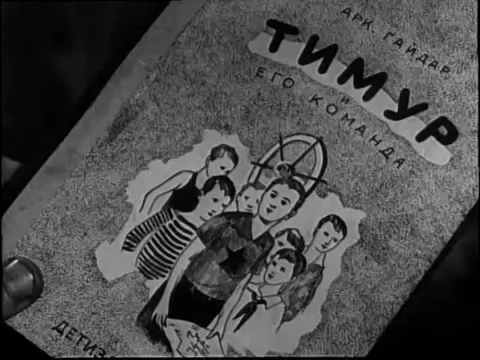 АРК. ГАЙДАР
ТИМУР
И
ЕГО КОМАНДА
ДЕТИЗ